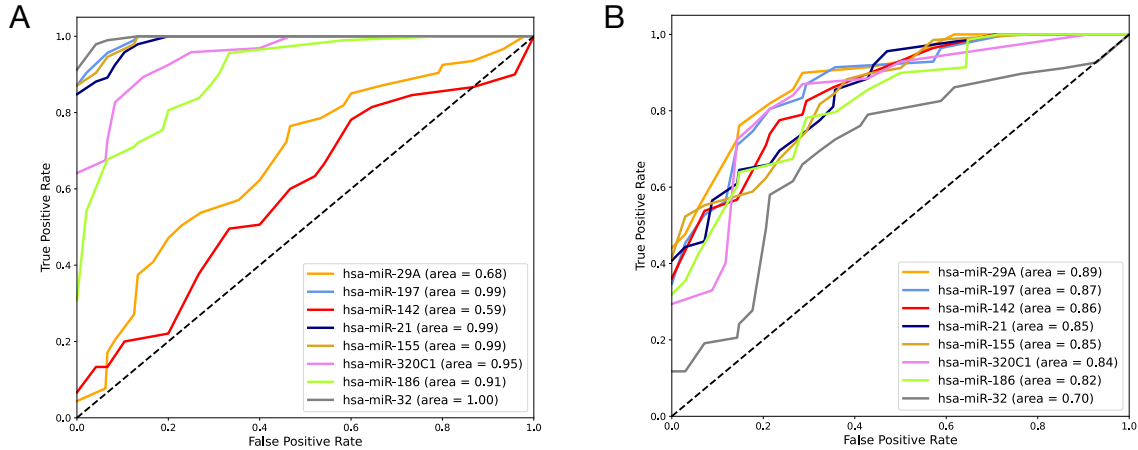 A
1.0
0.8
0.6
0.4
0.2
0.0
True Positive Rate
hsa-miR-29A (area = 0.68)
hsa-miR-197 (area = 0.99)
hsa-miR-142 (area = 0.59)
hsa-miR-21 (area = 0.99)
hsa-miR-155 (area = 0.99)
hsa-miR-320C1 (area = 0.95)
hsa-miR-186 (area = 0.91)
hsa-miR-32 (area = 1.00)
0.0 0.2 0.4 0.6 0.8 1.0
False Positive Rate
B
1.0
0.8
0.6
0.4
0.2
0.0
True Positive Rate
hsa-miR-29A (area = 0.89)
hsa-miR-197 (area = 0.87)
hsa-miR-142 (area = 0.86)
hsa-miR-21 (area = 0.85)
hsa-miR-155 (area = 0.85)
hsa-miR-320C1 (area = 0.84)
hsa-miR-186 (area = 0.82)
hsa-miR-32 (area = 0.70)
0.0 0.2 0.4 0.6 0.8 1.0
False Positive Rate